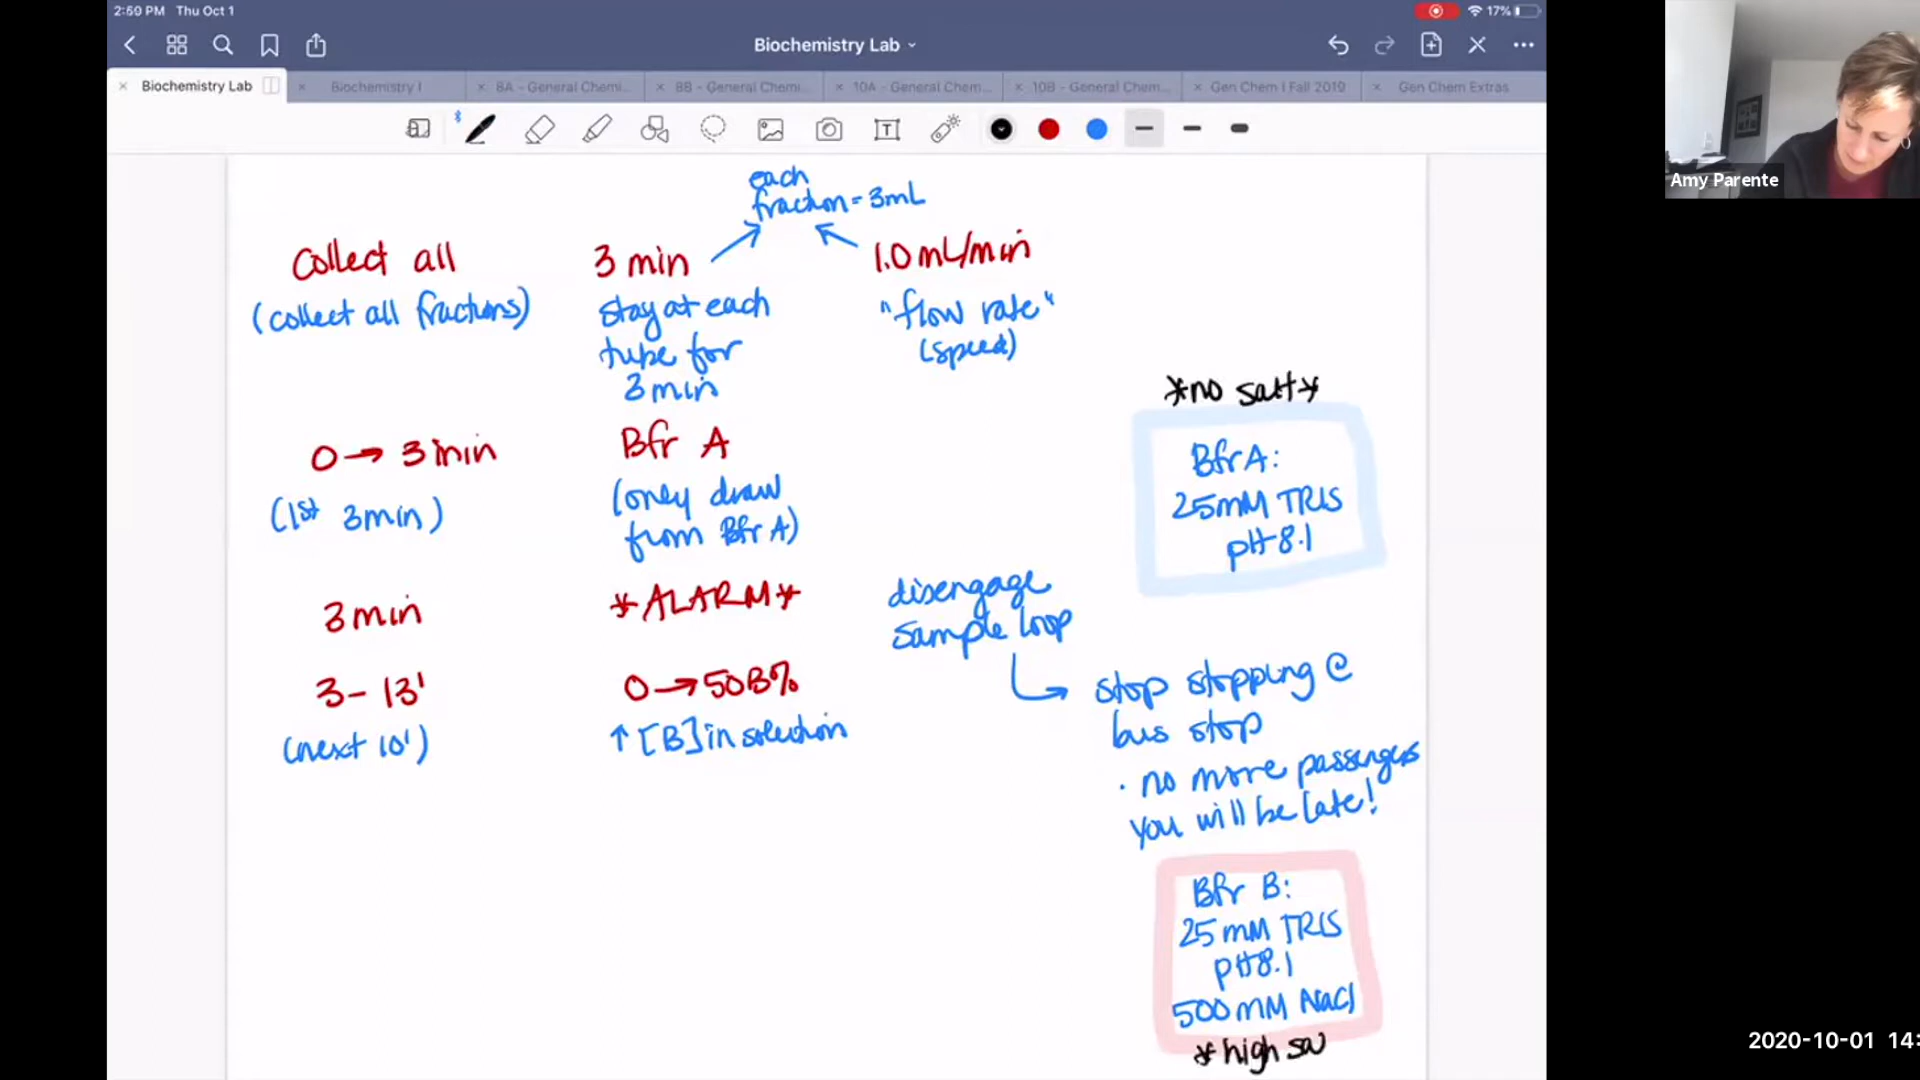 2:50 PM Thu Oct 1
17%
Biochemistry Lab
Biochemistry Lab
Biochemistry I
8A - General Chemi...
8B - General Chemi...
10A - General Chem...
10B - General Chem...
Gen Chem I Fall 2019
Gen Chem Extras
Amy Parente
each
fraction = 3mL
Collect all
3 min
1.0 mL/min
(collect all fractions)
stay at each
tube for
3 min
"flow rate"
(speed)
*no salt*
0 → 3 min
Bfr A
(1st 3min)
(only draw
from Bfr A)
Bfr A:
25mM TRIS
pH 8.1
3 min
*ALARM*
disengage
sample loop
3 - 13'
0 → 50B%
(next 10')
↑ [B] in solution
stop stopping @
bus stop
· no more passengers
you will be late!
Bfr B:
25 mM TRIS
pH 8.1
500 mM NaCl
*high sa
2020-10-01 14: